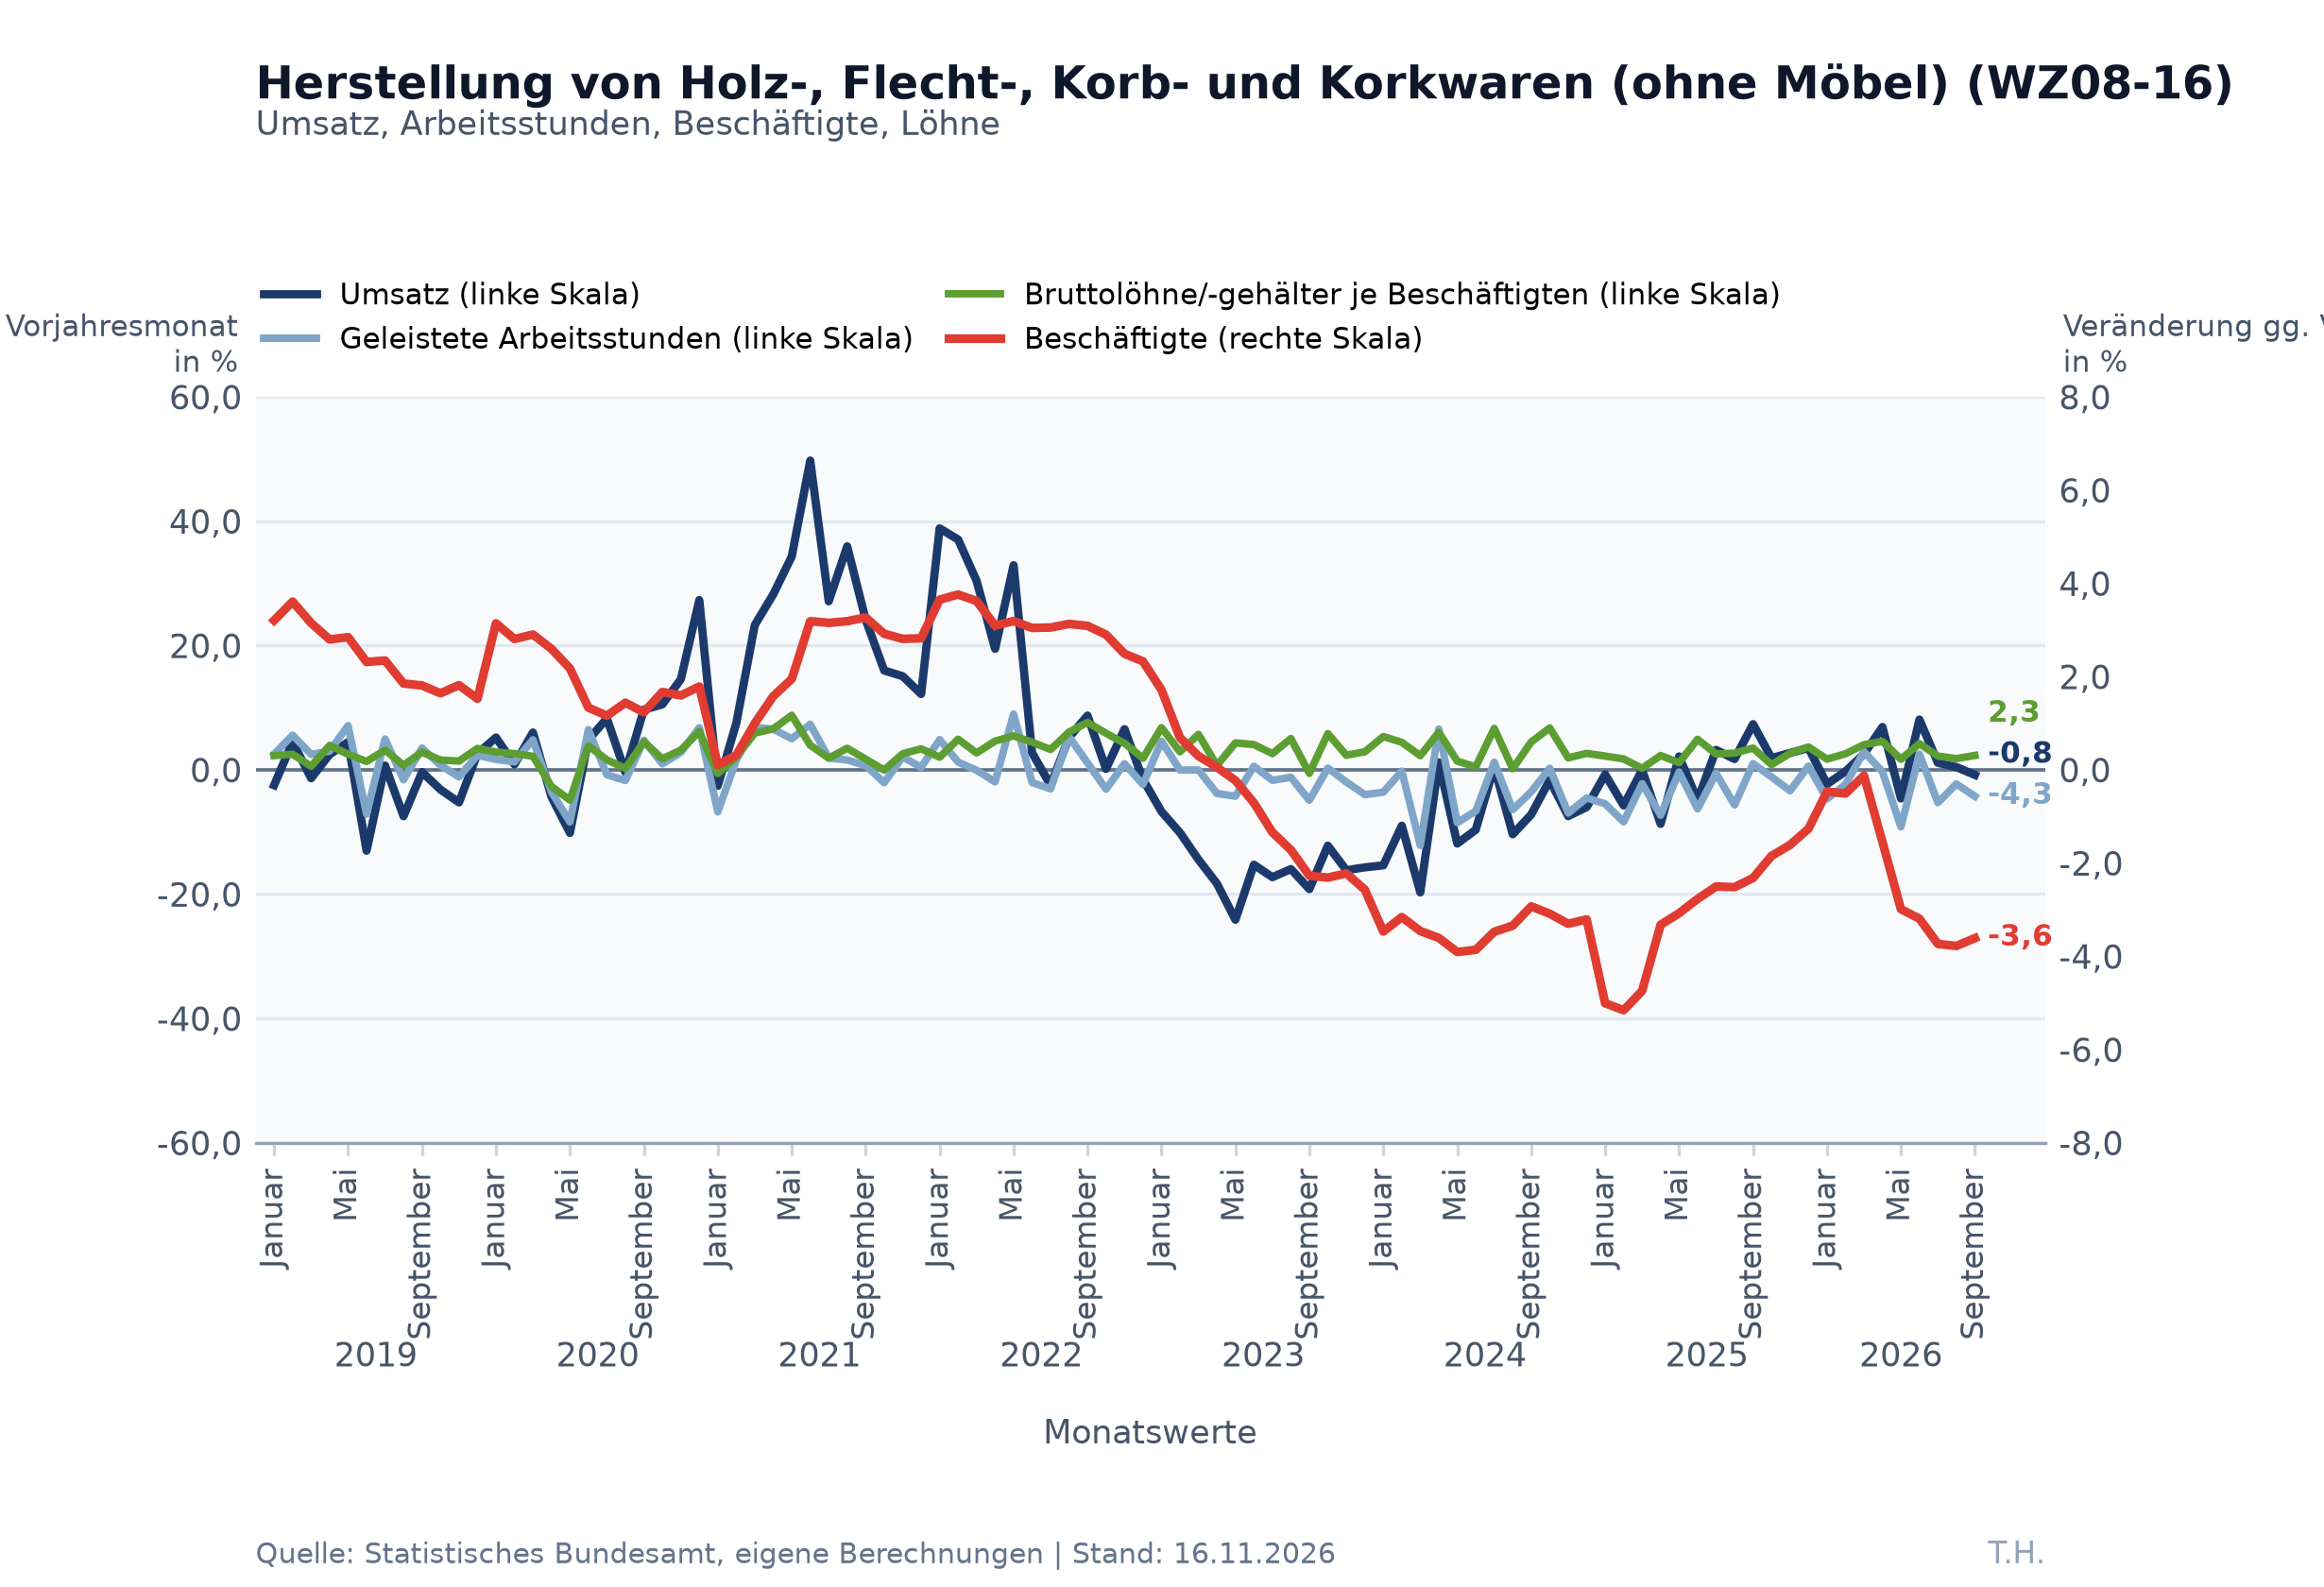 Herstellung von Holz-, Flecht-, Korb- und Korkwaren (ohne Möbel) (WZ08-16)
Umsatz, Arbeitsstunden, Beschäftigte, Löhne
Umsatz (linke Skala)
Geleistete Arbeitsstunden (linke Skala)
Bruttolöhne/-gehälter je Beschäftigten (linke Skala)
Beschäftigte (rechte Skala)
Vorjahresmonat
in %
Veränderung gg.
in %
60,0
40,0
20,0
0,0
-20,0
-40,0
-60,0
8,0
6,0
4,0
2,0
0,0
-2,0
-4,0
-6,0
-8,0
2,3
-0,8
-4,3
-3,6
Januar
Mai
September
Januar
Mai
September
Januar
Mai
September
Januar
Mai
September
Januar
Mai
September
Januar
Mai
September
Januar
Mai
September
Januar
Mai
September
2019
2020
2021
2022
2023
2024
2025
2026
Monatswerte
Quelle: Statistisches Bundesamt, eigene Berechnungen | Stand: 16.11.2026
T.H.